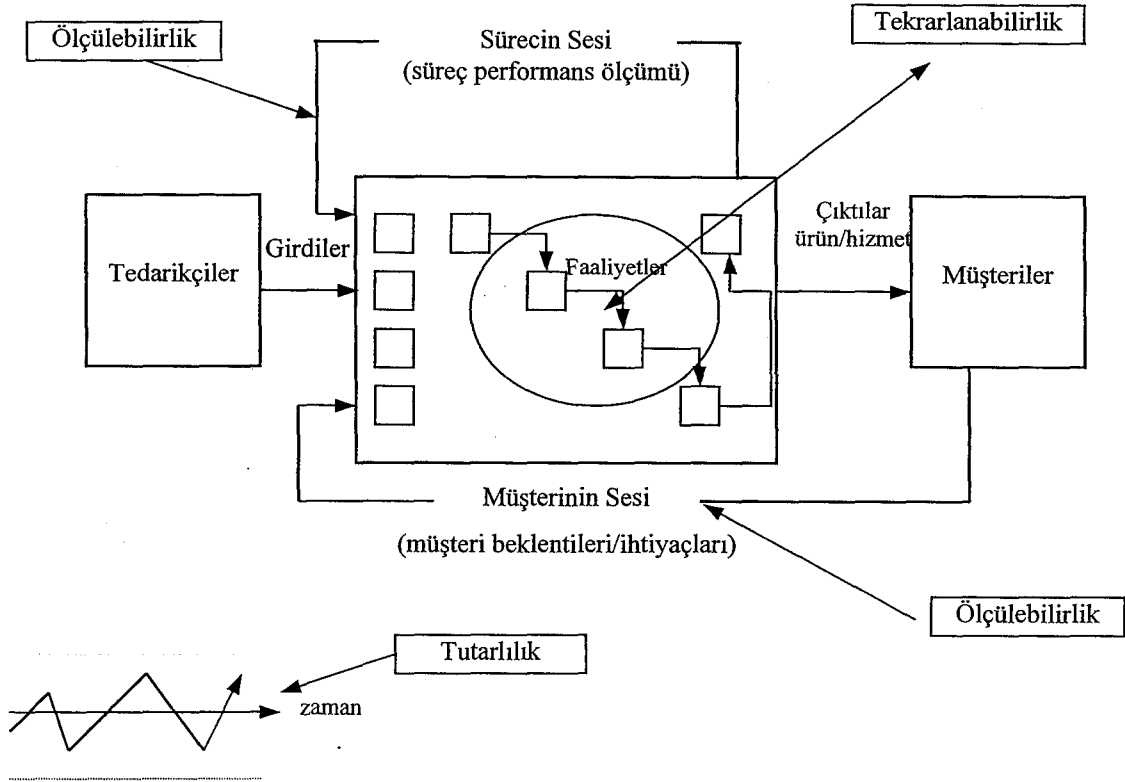 Ölçülebilirlik
Sürecin Sesi
(süreç performans ölçümü)
Tekrarlanabilirlik
Tedarikçiler
Girdiler
Faaliyetler
Çıktılar
ürün/hizmet
Müşteriler
Müşterinin Sesi
(müşteri beklentileri/ihtiyaçları)
Ölçülebilirlik
Tutarlılık
zaman